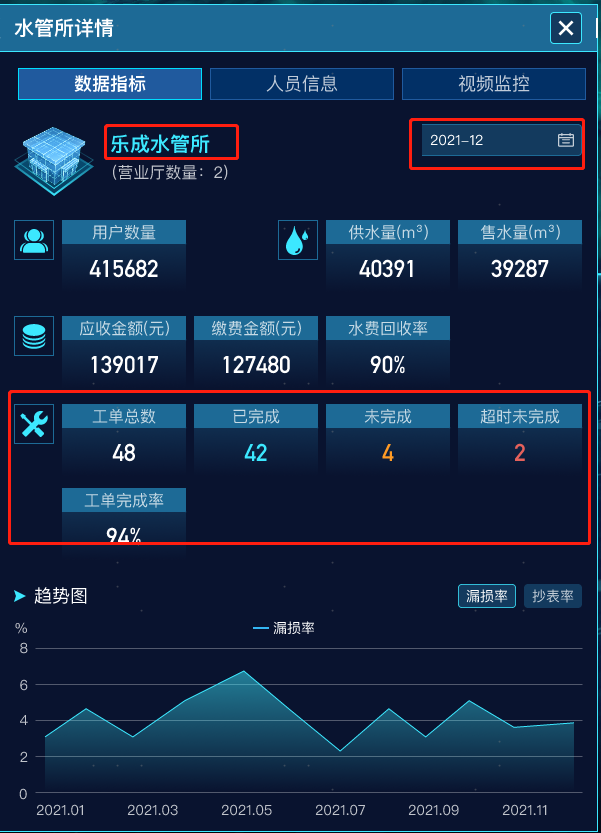 水管所详情
数据指标 人员信息 视频监控
乐成水管所 2021-12
(营业厅数量：2)
用户数量 供水量(m³) 售水量(m³)
415682 40391 39287
应收金额(元) 缴费金额(元) 水费回收率
139017 127480 90%
工单总数 已完成 未完成 超时未完成
48 42 4 2
工单完成率
94%
趋势图 漏损率 抄表率
% 漏损率
8
6
4
2
0
2021.01 2021.03 2021.05 2021.07 2021.09 2021.11